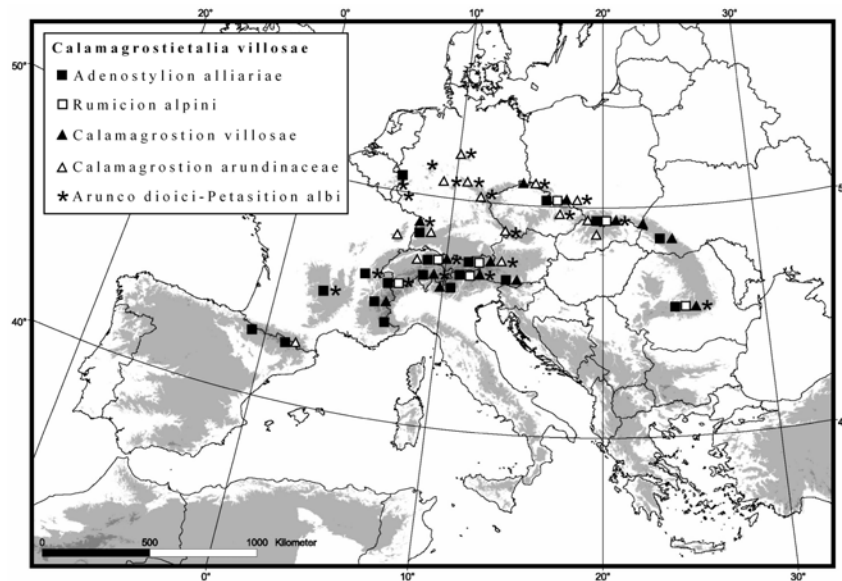 0° 10° 20° 30°
50°
Calamagrostietalia villosae
Adenostylion alliariae
Rumicion alpini
Calamagrostion villosae
Calamagrostion arundinaceae
Arunco dioici-Petasition albi
40°
0 500 1000 Kilometer
0° 10° 20° 30°